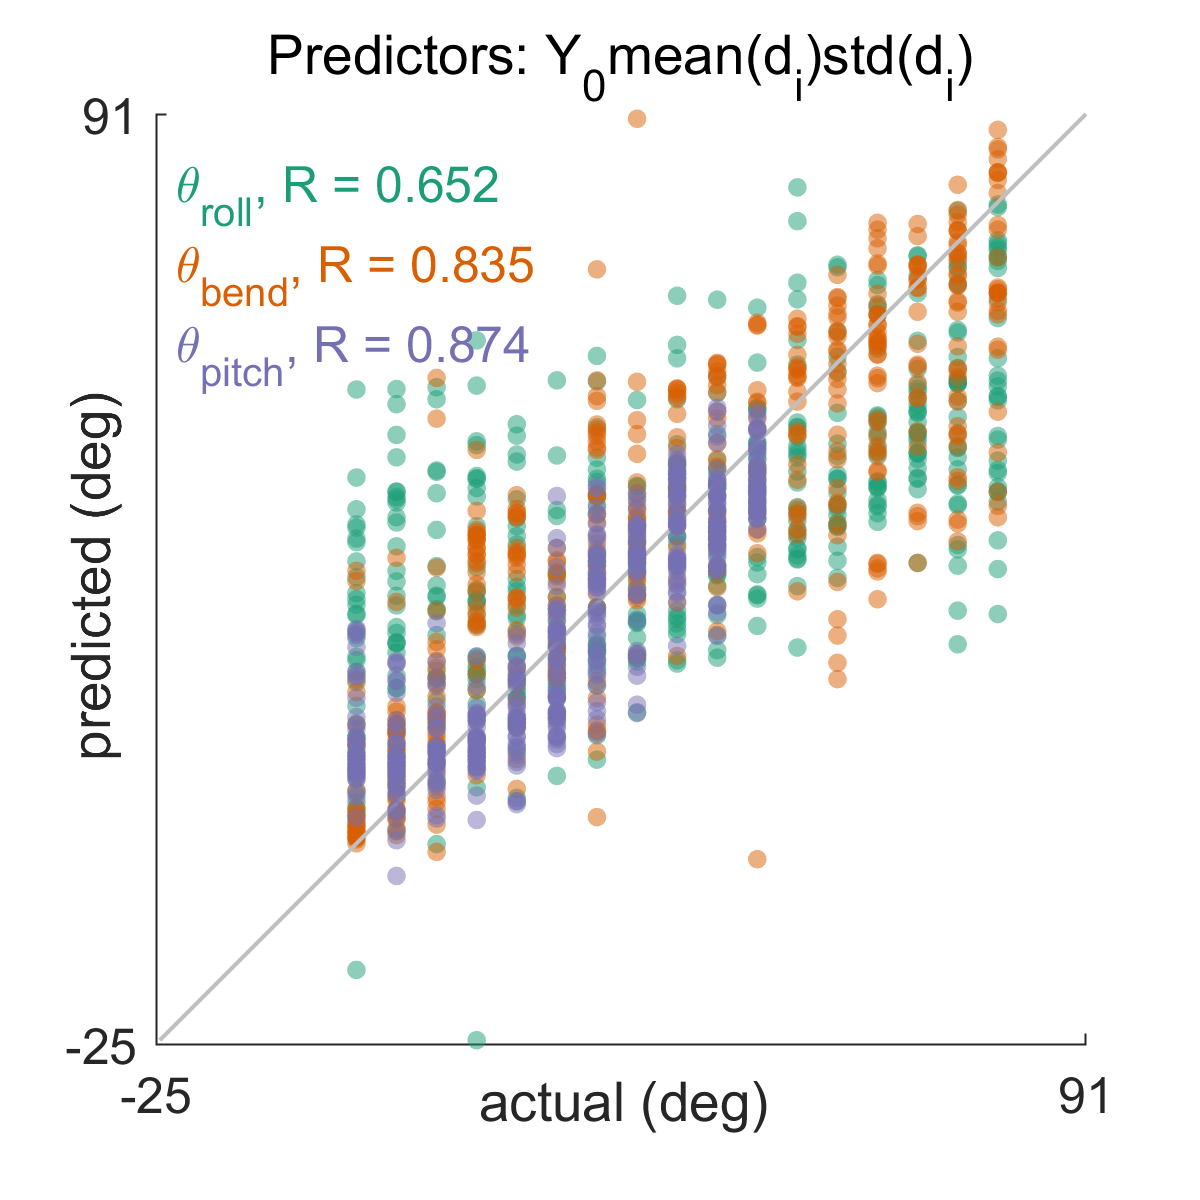 Predictors: Y₀mean(dᵢ)std(dᵢ)
91
θroll, R = 0.652
θbend, R = 0.835
θpitch, R = 0.874
predicted (deg)
-25
-25
actual (deg)
91